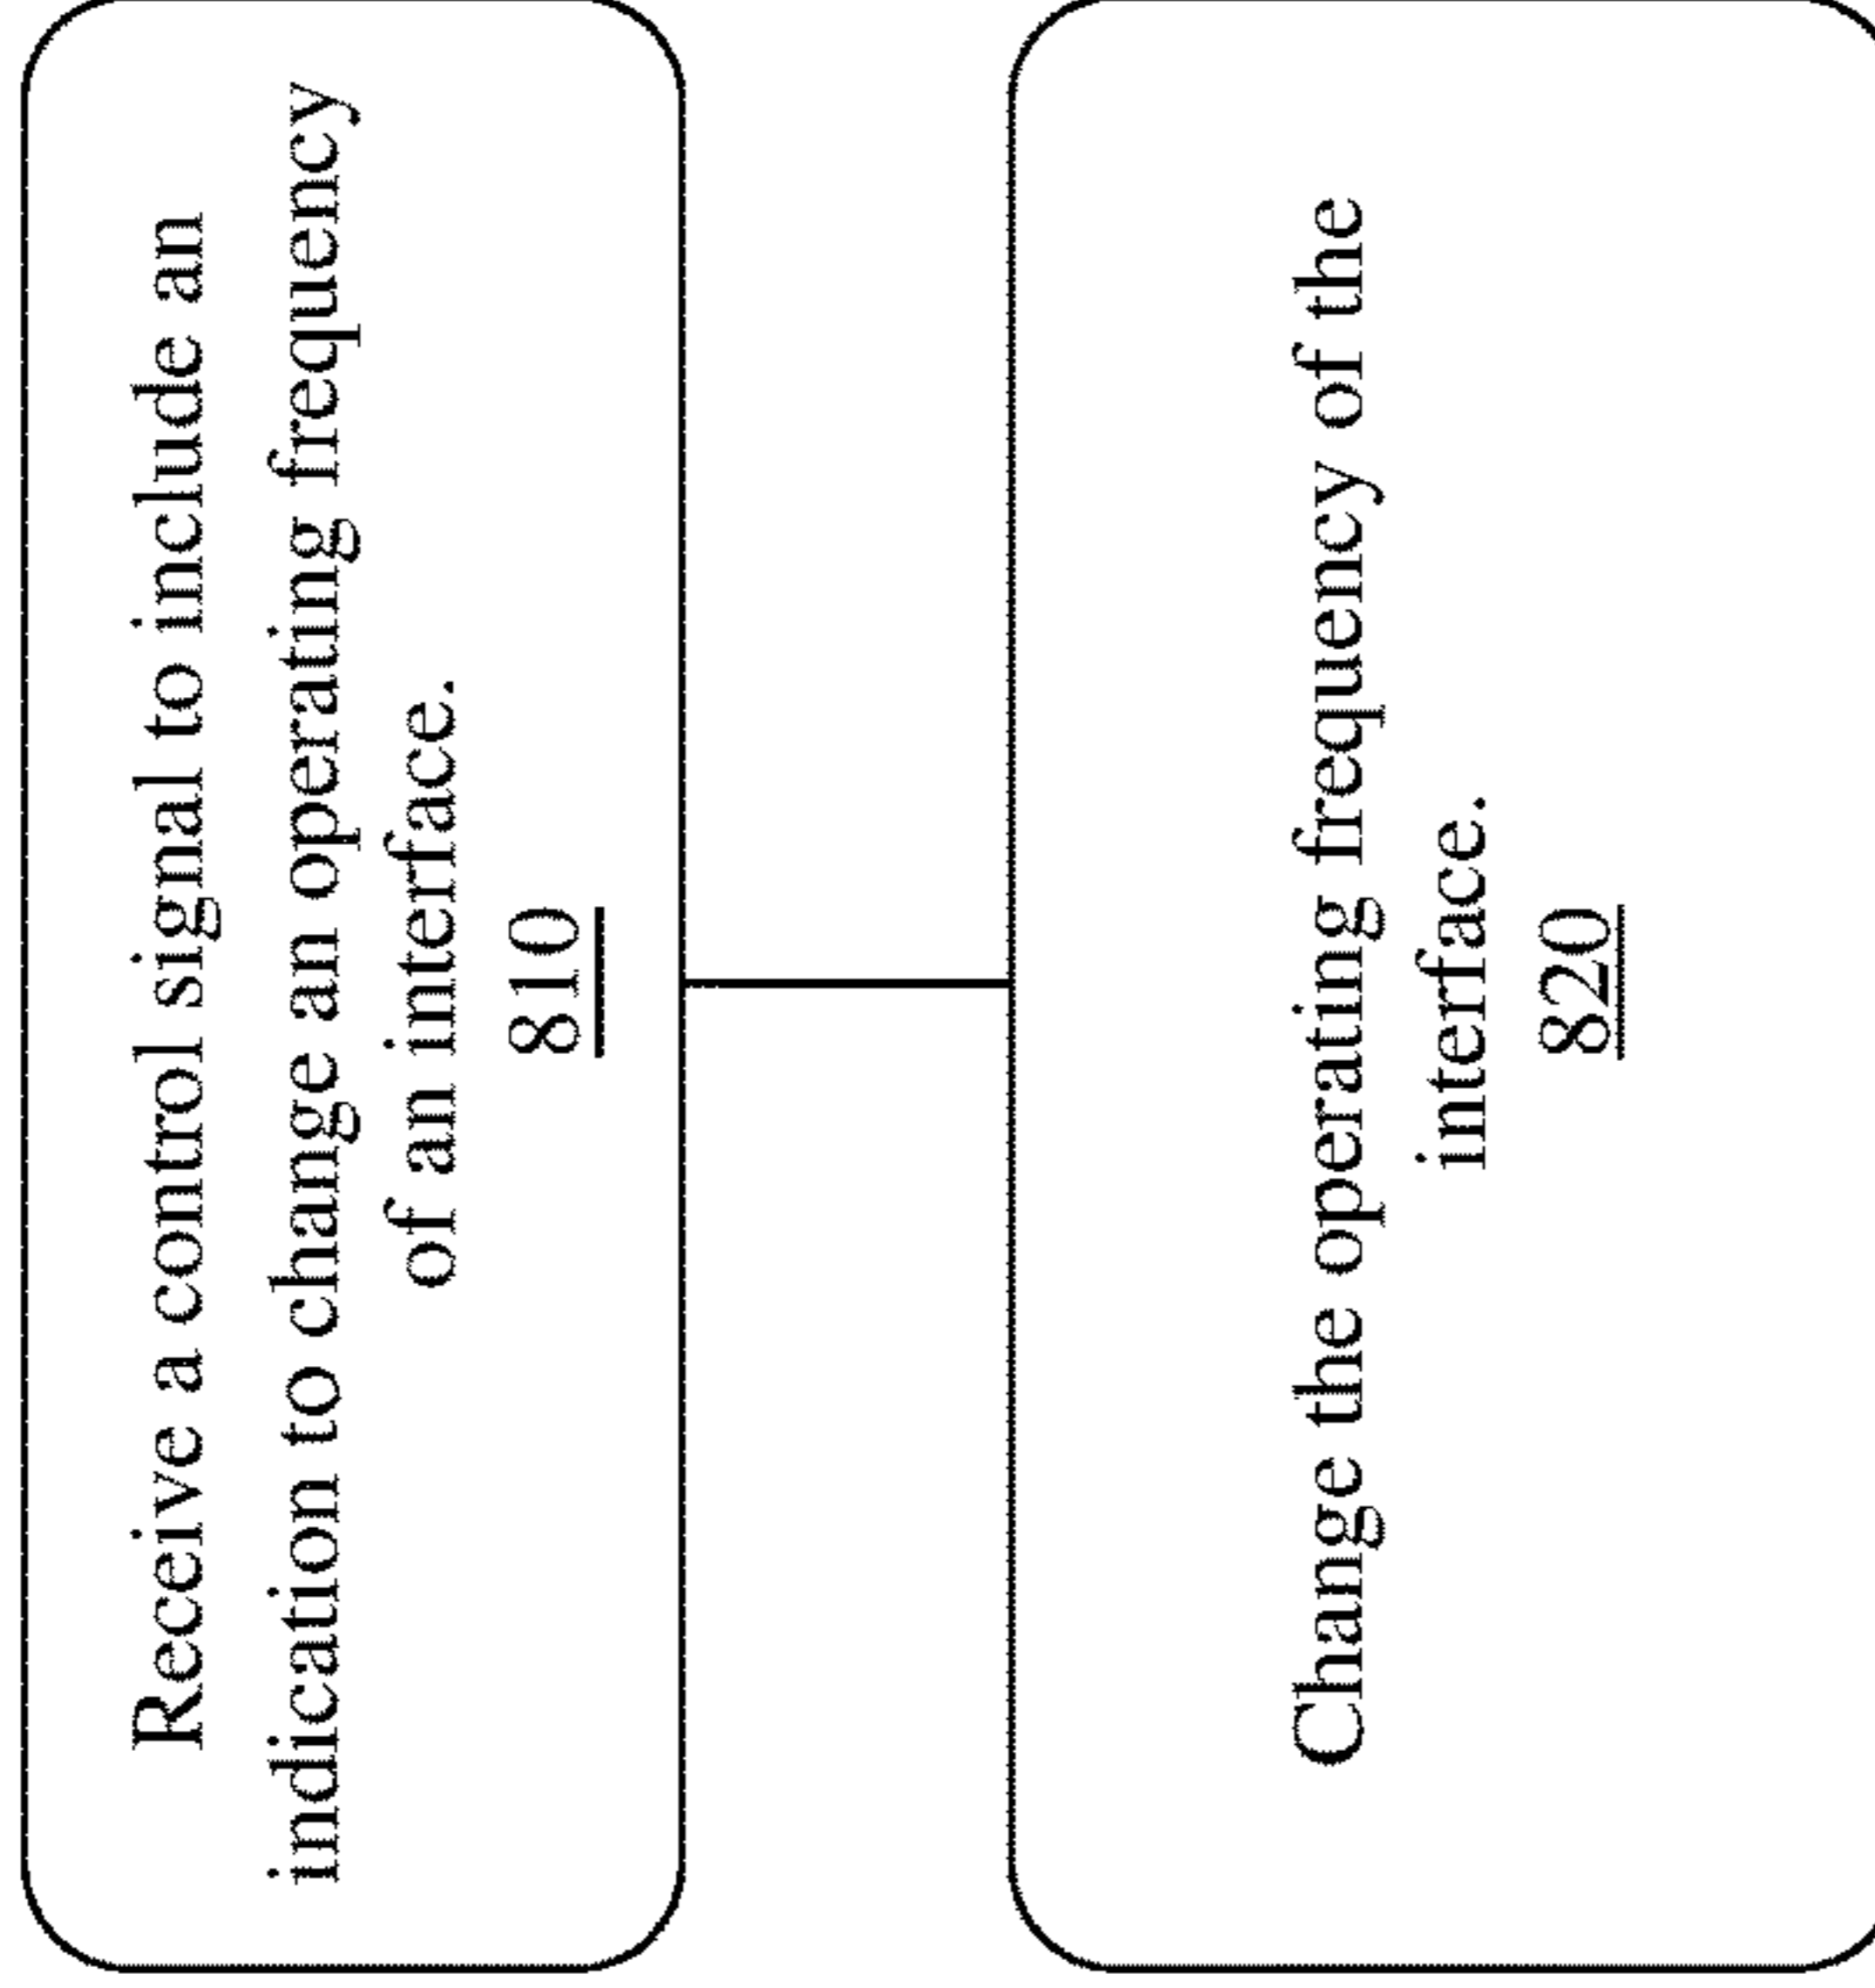 Receive a control signal to include an
indication to change an operating frequency
of an interface.
810
Change the operating frequency of the
interface.
820